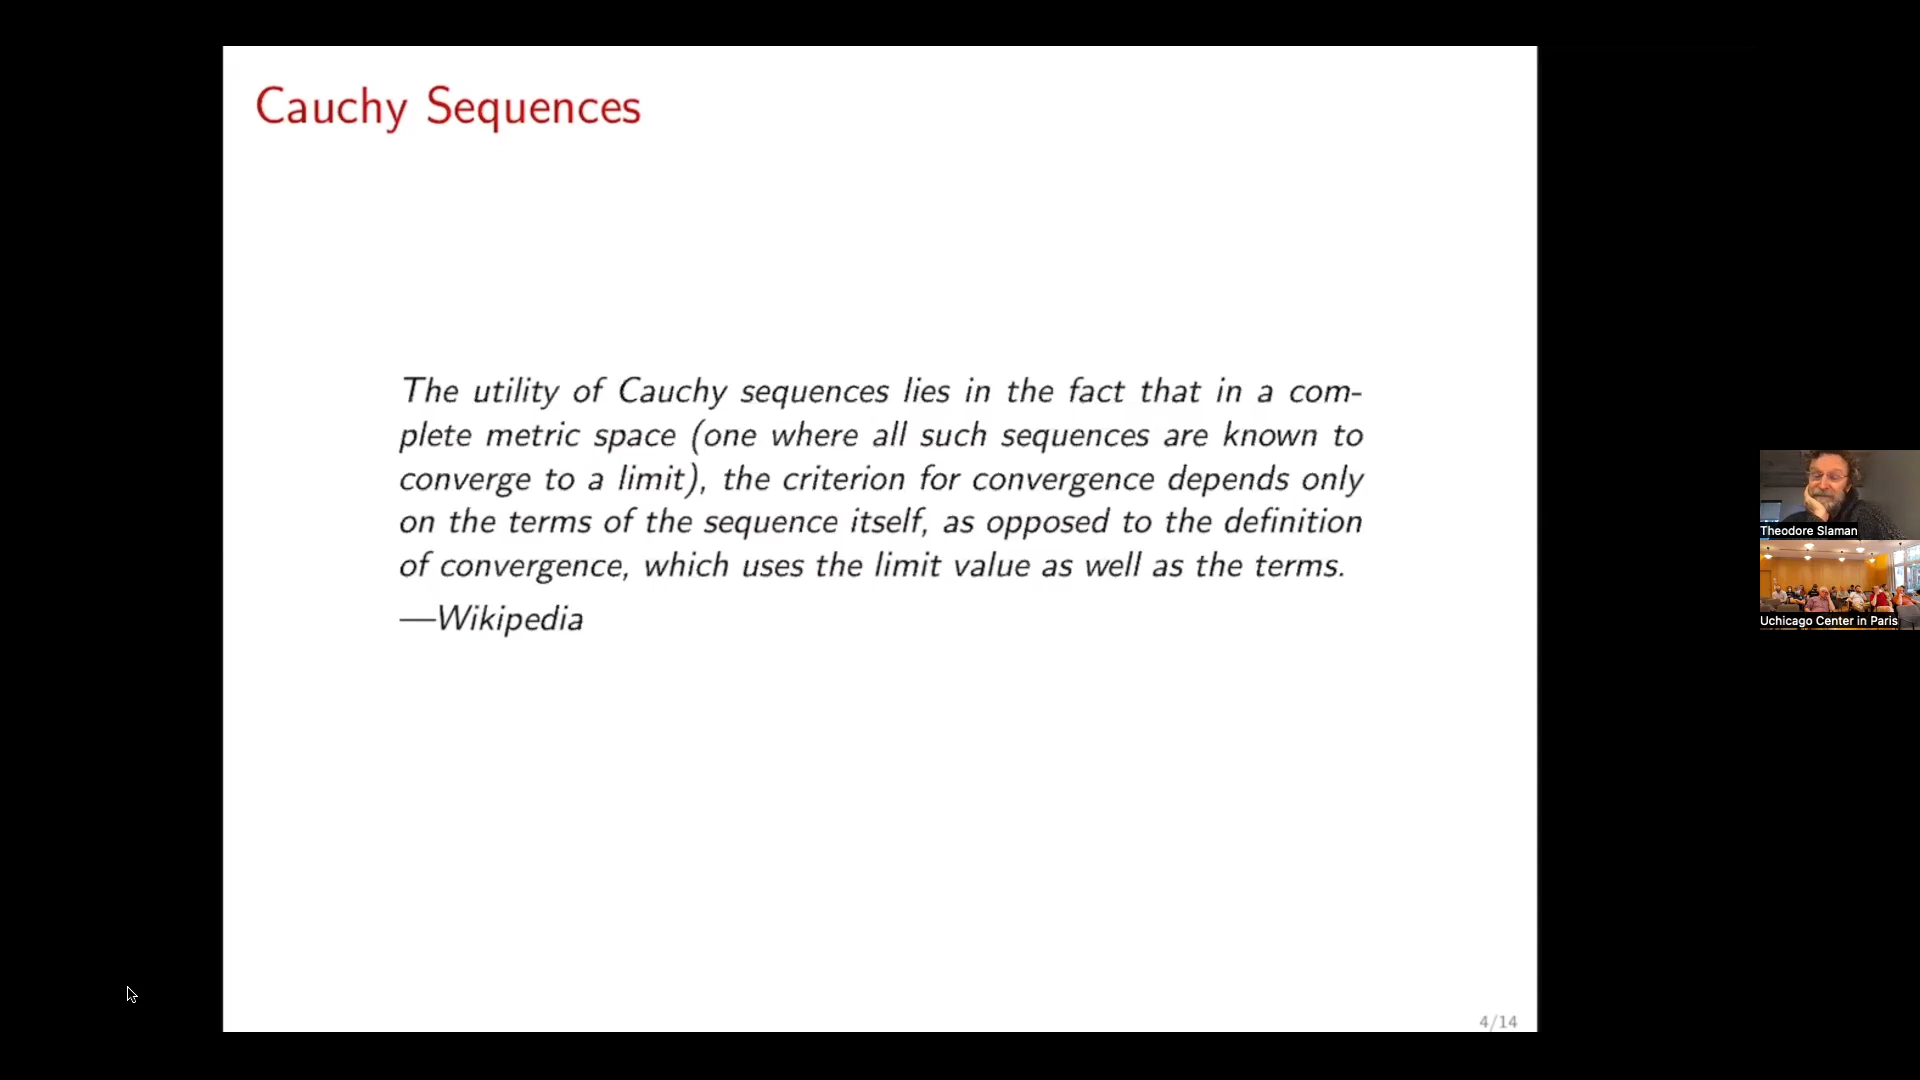 Cauchy Sequences
The utility of Cauchy sequences lies in the fact that in a com-
plete metric space (one where all such sequences are known to
converge to a limit), the criterion for convergence depends only
on the terms of the sequence itself, as opposed to the definition
of convergence, which uses the limit value as well as the terms.
—Wikipedia
4/14
Theodore Slaman
Uchicago Center in Paris